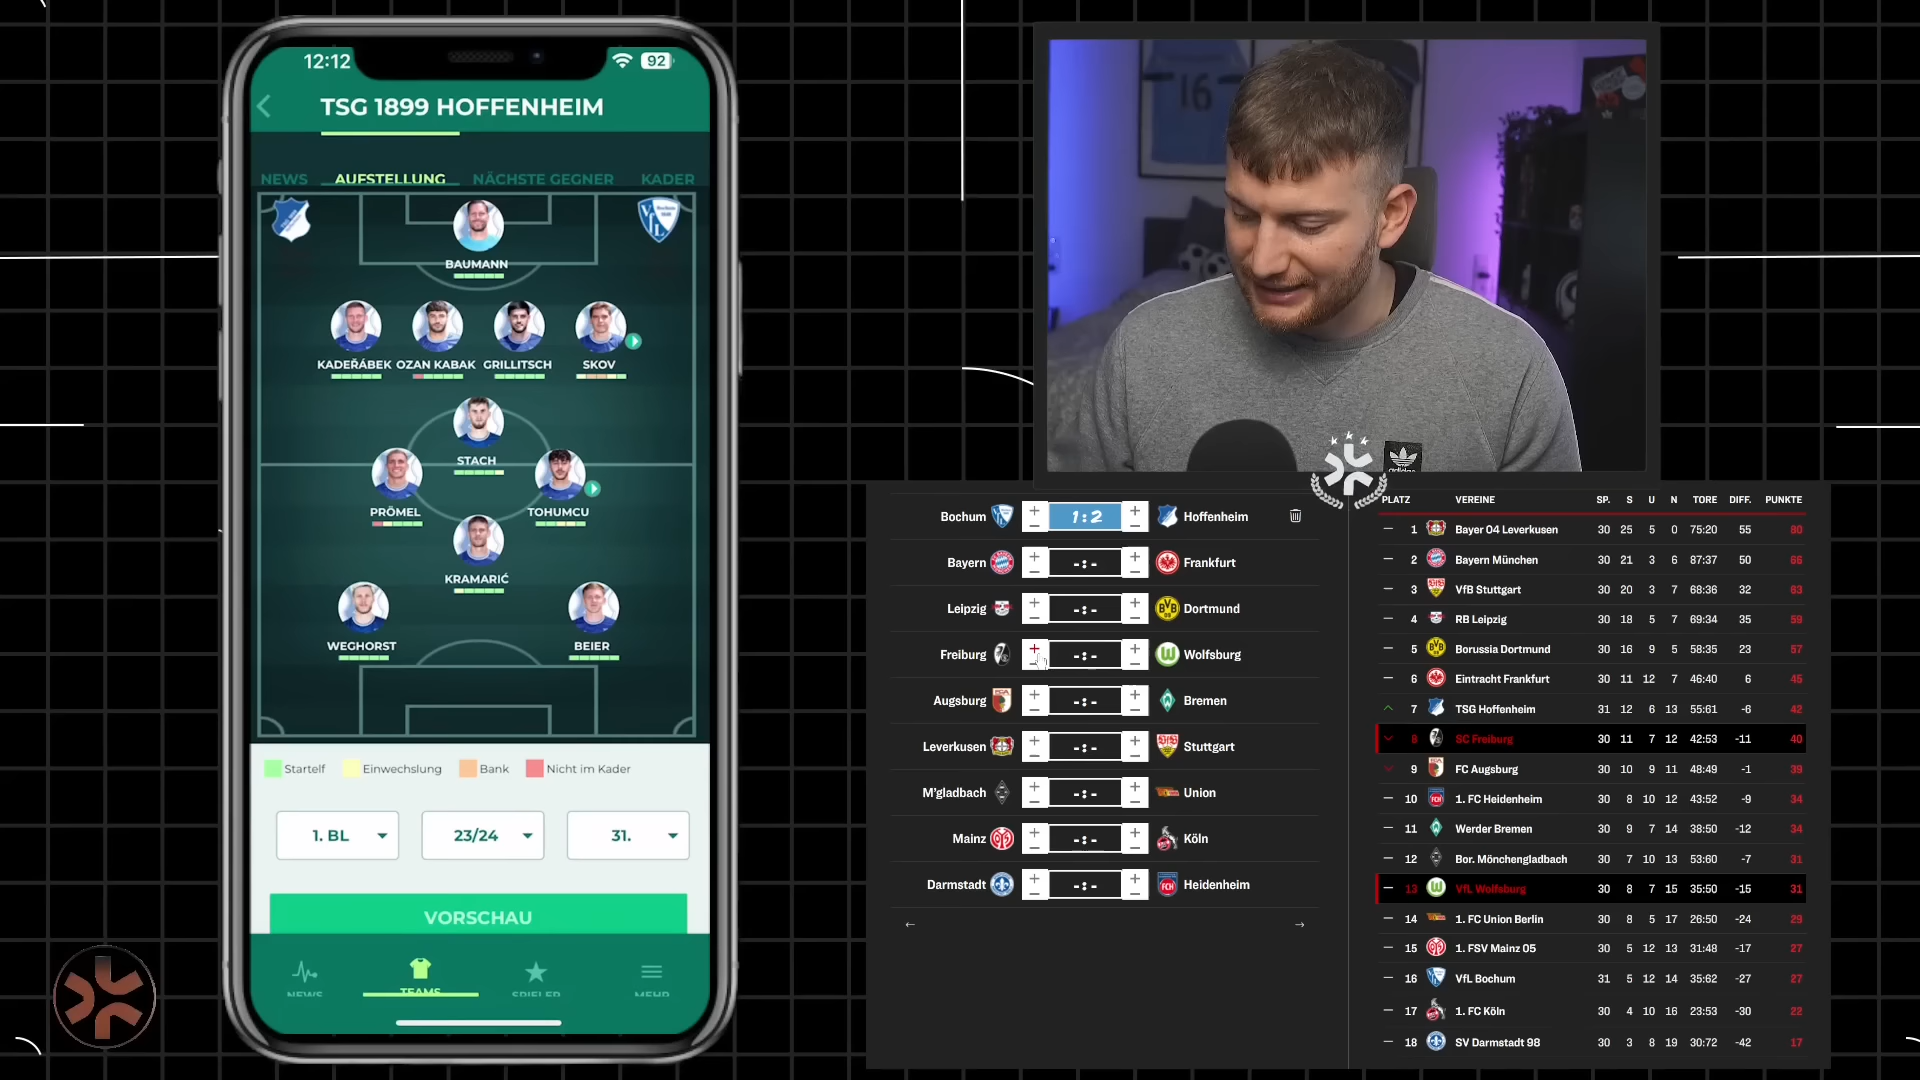 12:12
92
TSG 1899 HOFFENHEIM
NEWS AUFSTELLUNG NÄCHSTE GEGNER KADER
BAUMANN
KADEŘÁBEK OZAN KABAK GRILLITSCH SKOV
STACH
PRÖMEL TOHUMCU
KRAMARIĆ
WEGHORST BEIER
Startelf Einwechslung Bank Nicht im Kader
1. BL 23/24 31.
VORSCHAU
NEWS TEAMS SPIELER MEHR
16
adidas
Bochum + − 1:2 + − Hoffenheim
Bayern + − -:- + − Frankfurt
Leipzig + − -:- + − Dortmund
Freiburg + − -:- + − Wolfsburg
Augsburg + − -:- + − Bremen
Leverkusen + − -:- + − Stuttgart
M'gladbach + − -:- + − Union
Mainz + − -:- + − Köln
Darmstadt + − -:- + − Heidenheim
← →
PLATZ VEREINE SP. S U N TORE DIFF. PUNKTE
1 Bayer 04 Leverkusen 30 25 5 0 75:20 55 80
2 Bayern München 30 21 3 6 87:37 50 66
3 VfB Stuttgart 30 20 3 7 68:36 32 63
4 RB Leipzig 30 18 5 7 69:34 35 59
5 Borussia Dortmund 30 16 9 5 58:35 23 57
6 Eintracht Frankfurt 30 11 12 7 46:40 6 45
7 TSG Hoffenheim 31 12 6 13 55:61 -6 42
8 SC Freiburg 30 11 7 12 42:53 -11 40
9 FC Augsburg 30 10 9 11 48:49 -1 39
10 1. FC Heidenheim 30 8 10 12 43:52 -9 34
11 Werder Bremen 30 9 7 14 38:50 -12 34
12 Bor. Mönchengladbach 30 7 10 13 53:60 -7 31
13 VfL Wolfsburg 30 8 7 15 35:50 -15 31
14 1. FC Union Berlin 30 8 5 17 26:50 -24 29
15 1. FSV Mainz 05 30 5 12 13 31:48 -17 27
16 VfL Bochum 31 5 12 14 35:62 -27 27
17 1. FC Köln 30 4 10 16 23:53 -30 22
18 SV Darmstadt 98 30 3 8 19 30:72 -42 17